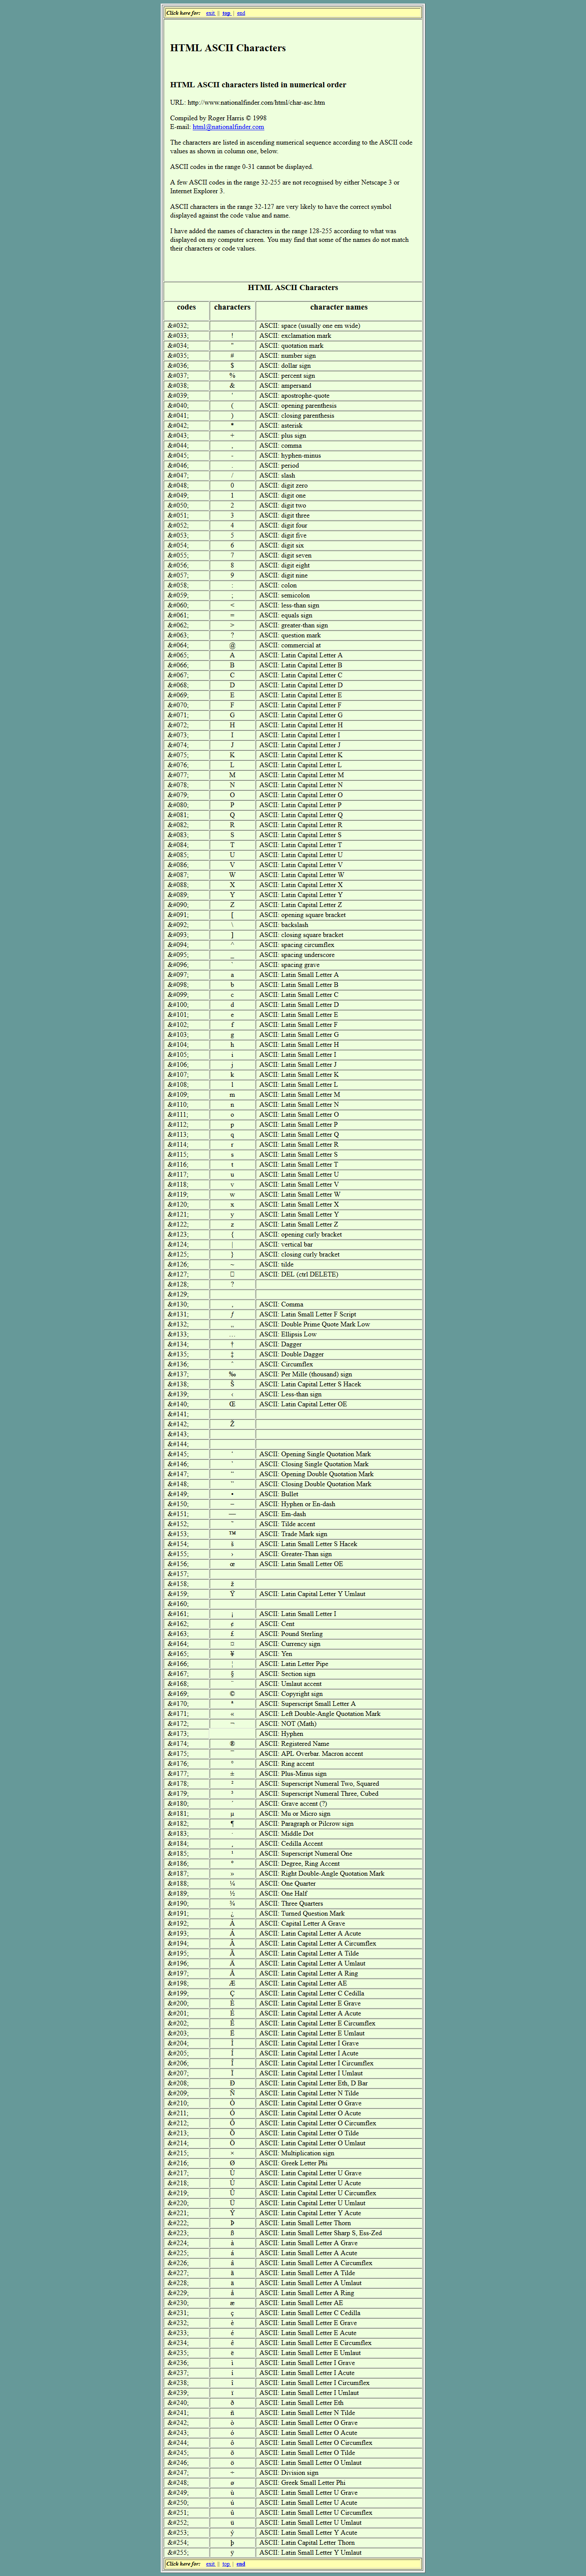 Click here for: exit || top | end
HTML ASCII Characters
HTML ASCII characters listed in numerical order
URL: http://www.nationalfinder.com/html/char-asc.htm
Compiled by Roger Harris © 1998
E-mail: html@nationalfinder.com
The characters are listed in ascending numerical sequence according to the ASCII code
values as shown in column one, below.
ASCII codes in the range 0-31 cannot be displayed.
A few ASCII codes in the range 32-255 are not recognised by either Netscape 3 or
Internet Explorer 3.
ASCII characters in the range 32-127 are very likely to have the correct symbol
displayed against the code value and name.
I have added the names of characters in the range 128-255 according to what was
displayed on my computer screen. You may find that some of the names do not match
their characters or code values.
HTML ASCII Characters
codes characters character names
&#032; ASCII: space (usually one em wide)
&#033; ! ASCII: exclamation mark
&#034; " ASCII: quotation mark
&#035; # ASCII: number sign
&#036; $ ASCII: dollar sign
&#037; % ASCII: percent sign
&#038; & ASCII: ampersand
&#039; ' ASCII: apostrophe-quote
&#040; ( ASCII: opening parenthesis
&#041; ) ASCII: closing parenthesis
&#042; * ASCII: asterisk
&#043; + ASCII: plus sign
&#044; , ASCII: comma
&#045; - ASCII: hyphen-minus
&#046; . ASCII: period
&#047; / ASCII: slash
&#048; 0 ASCII: digit zero
&#049; 1 ASCII: digit one
&#050; 2 ASCII: digit two
&#051; 3 ASCII: digit three
&#052; 4 ASCII: digit four
&#053; 5 ASCII: digit five
&#054; 6 ASCII: digit six
&#055; 7 ASCII: digit seven
&#056; 8 ASCII: digit eight
&#057; 9 ASCII: digit nine
&#058; : ASCII: colon
&#059; ; ASCII: semicolon
&#060; < ASCII: less-than sign
&#061; = ASCII: equals sign
&#062; > ASCII: greater-than sign
&#063; ? ASCII: question mark
&#064; @ ASCII: commercial at
&#065; A ASCII: Latin Capital Letter A
&#066; B ASCII: Latin Capital Letter B
&#067; C ASCII: Latin Capital Letter C
&#068; D ASCII: Latin Capital Letter D
&#069; E ASCII: Latin Capital Letter E
&#070; F ASCII: Latin Capital Letter F
&#071; G ASCII: Latin Capital Letter G
&#072; H ASCII: Latin Capital Letter H
&#073; I ASCII: Latin Capital Letter I
&#074; J ASCII: Latin Capital Letter J
&#075; K ASCII: Latin Capital Letter K
&#076; L ASCII: Latin Capital Letter L
&#077; M ASCII: Latin Capital Letter M
&#078; N ASCII: Latin Capital Letter N
&#079; O ASCII: Latin Capital Letter O
&#080; P ASCII: Latin Capital Letter P
&#081; Q ASCII: Latin Capital Letter Q
&#082; R ASCII: Latin Capital Letter R
&#083; S ASCII: Latin Capital Letter S
&#084; T ASCII: Latin Capital Letter T
&#085; U ASCII: Latin Capital Letter U
&#086; V ASCII: Latin Capital Letter V
&#087; W ASCII: Latin Capital Letter W
&#088; X ASCII: Latin Capital Letter X
&#089; Y ASCII: Latin Capital Letter Y
&#090; Z ASCII: Latin Capital Letter Z
&#091; [ ASCII: opening square bracket
&#092; \ ASCII: backslash
&#093; ] ASCII: closing square bracket
&#094; ^ ASCII: spacing circumflex
&#095; _ ASCII: spacing underscore
&#096; ` ASCII: spacing grave
&#097; a ASCII: Latin Small Letter A
&#098; b ASCII: Latin Small Letter B
&#099; c ASCII: Latin Small Letter C
&#100; d ASCII: Latin Small Letter D
&#101; e ASCII: Latin Small Letter E
&#102; f ASCII: Latin Small Letter F
&#103; g ASCII: Latin Small Letter G
&#104; h ASCII: Latin Small Letter H
&#105; i ASCII: Latin Small Letter I
&#106; j ASCII: Latin Small Letter J
&#107; k ASCII: Latin Small Letter K
&#108; l ASCII: Latin Small Letter L
&#109; m ASCII: Latin Small Letter M
&#110; n ASCII: Latin Small Letter N
&#111; o ASCII: Latin Small Letter O
&#112; p ASCII: Latin Small Letter P
&#113; q ASCII: Latin Small Letter Q
&#114; r ASCII: Latin Small Letter R
&#115; s ASCII: Latin Small Letter S
&#116; t ASCII: Latin Small Letter T
&#117; u ASCII: Latin Small Letter U
&#118; v ASCII: Latin Small Letter V
&#119; w ASCII: Latin Small Letter W
&#120; x ASCII: Latin Small Letter X
&#121; y ASCII: Latin Small Letter Y
&#122; z ASCII: Latin Small Letter Z
&#123; { ASCII: opening curly bracket
&#124; | ASCII: vertical bar
&#125; } ASCII: closing curly bracket
&#126; ~ ASCII: tilde
&#127; ASCII: DEL (ctrl DELETE)
&#128; ?
&#129;
&#130; ‚ ASCII: Comma
&#131; ƒ ASCII: Latin Small Letter F Script
&#132; „ ASCII: Double Prime Quote Mark Low
&#133; … ASCII: Ellipsis Low
&#134; † ASCII: Dagger
&#135; ‡ ASCII: Double Dagger
&#136; ˆ ASCII: Circumflex
&#137; ‰ ASCII: Per Mille (thousand) sign
&#138; Š ASCII: Latin Capital Letter S Hacek
&#139; ‹ ASCII: Less-than sign
&#140; Œ ASCII: Latin Capital Letter OE
&#141;
&#142; Ž
&#143;
&#144;
&#145; ‘ ASCII: Opening Single Quotation Mark
&#146; ’ ASCII: Closing Single Quotation Mark
&#147; “ ASCII: Opening Double Quotation Mark
&#148; ” ASCII: Closing Double Quotation Mark
&#149; • ASCII: Bullet
&#150; – ASCII: Hyphen or En-dash
&#151; — ASCII: Em-dash
&#152; ˜ ASCII: Tilde accent
&#153; ™ ASCII: Trade Mark sign
&#154; š ASCII: Latin Small Letter S Hacek
&#155; › ASCII: Greater-Than sign
&#156; œ ASCII: Latin Small Letter OE
&#157;
&#158; ž
&#159; Ÿ ASCII: Latin Capital Letter Y Umlaut
&#160;
&#161; ¡ ASCII: Latin Small Letter I
&#162; ¢ ASCII: Cent
&#163; £ ASCII: Pound Sterling
&#164; ¤ ASCII: Currency sign
&#165; ¥ ASCII: Yen
&#166; ¦ ASCII: Latin Letter Pipe
&#167; § ASCII: Section sign
&#168; ¨ ASCII: Umlaut accent
&#169; © ASCII: Copyright sign
&#170; ª ASCII: Superscript Small Letter A
&#171; « ASCII: Left Double-Angle Quotation Mark
&#172; ¬ ASCII: NOT (Math)
&#173; ASCII: Hyphen
&#174; ® ASCII: Registered Name
&#175; ¯ ASCII: APL Overbar. Macron accent
&#176; ° ASCII: Ring accent
&#177; ± ASCII: Plus-Minus sign
&#178; ² ASCII: Superscript Numeral Two, Squared
&#179; ³ ASCII: Superscript Numeral Three, Cubed
&#180; ´ ASCII: Grave accent (?)
&#181; µ ASCII: Mu or Micro sign
&#182; ¶ ASCII: Paragraph or Pilcrow sign
&#183; · ASCII: Middle Dot
&#184; ¸ ASCII: Cedilla Accent
&#185; ¹ ASCII: Superscript Numeral One
&#186; º ASCII: Degree, Ring Accent
&#187; » ASCII: Right Double-Angle Quotation Mark
&#188; ¼ ASCII: One Quarter
&#189; ½ ASCII: One Half
&#190; ¾ ASCII: Three Quarters
&#191; ¿ ASCII: Turned Question Mark
&#192; À ASCII: Capital Letter A Grave
&#193; Á ASCII: Latin Capital Letter A Acute
&#194; Â ASCII: Latin Capital Letter A Circumflex
&#195; Ã ASCII: Latin Capital Letter A Tilde
&#196; Ä ASCII: Latin Capital Letter A Umlaut
&#197; Å ASCII: Latin Capital Letter A Ring
&#198; Æ ASCII: Latin Capital Letter AE
&#199; Ç ASCII: Latin Capital Letter C Cedilla
&#200; È ASCII: Latin Capital Letter E Grave
&#201; É ASCII: Latin Capital Letter A Acute
&#202; Ê ASCII: Latin Capital Letter E Circumflex
&#203; Ë ASCII: Latin Capital Letter E Umlaut
&#204; Ì ASCII: Latin Capital Letter I Grave
&#205; Í ASCII: Latin Capital Letter I Acute
&#206; Î ASCII: Latin Capital Letter I Circumflex
&#207; Ï ASCII: Latin Capital Letter I Umlaut
&#208; Ð ASCII: Latin Capital Letter Eth, D Bar
&#209; Ñ ASCII: Latin Capital Letter N Tilde
&#210; Ò ASCII: Latin Capital Letter O Grave
&#211; Ó ASCII: Latin Capital Letter O Acute
&#212; Ô ASCII: Latin Capital Letter O Circumflex
&#213; Õ ASCII: Latin Capital Letter O Tilde
&#214; Ö ASCII: Latin Capital Letter O Umlaut
&#215; × ASCII: Multiplication sign
&#216; Ø ASCII: Greek Letter Phi
&#217; Ù ASCII: Latin Capital Letter U Grave
&#218; Ú ASCII: Latin Capital Letter U Acute
&#219; Û ASCII: Latin Capital Letter U Circumflex
&#220; Ü ASCII: Latin Capital Letter U Umlaut
&#221; Ý ASCII: Latin Capital Letter Y Acute
&#222; Þ ASCII: Latin Small Letter Thorn
&#223; ß ASCII: Latin Small Letter Sharp S, Ess-Zed
&#224; à ASCII: Latin Small Letter A Grave
&#225; á ASCII: Latin Small Letter A Acute
&#226; â ASCII: Latin Small Letter A Circumflex
&#227; ã ASCII: Latin Small Letter A Tilde
&#228; ä ASCII: Latin Small Letter A Umlaut
&#229; å ASCII: Latin Small Letter A Ring
&#230; æ ASCII: Latin Small Letter AE
&#231; ç ASCII: Latin Small Letter C Cedilla
&#232; è ASCII: Latin Small Letter E Grave
&#233; é ASCII: Latin Small Letter E Acute
&#234; ê ASCII: Latin Small Letter E Circumflex
&#235; ë ASCII: Latin Small Letter E Umlaut
&#236; ì ASCII: Latin Small Letter I Grave
&#237; í ASCII: Latin Small Letter I Acute
&#238; î ASCII: Latin Small Letter I Circumflex
&#239; ï ASCII: Latin Small Letter I Umlaut
&#240; ð ASCII: Latin Small Letter Eth
&#241; ñ ASCII: Latin Small Letter N Tilde
&#242; ò ASCII: Latin Small Letter O Grave
&#243; ó ASCII: Latin Small Letter O Acute
&#244; ô ASCII: Latin Small Letter O Circumflex
&#245; õ ASCII: Latin Small Letter O Tilde
&#246; ö ASCII: Latin Small Letter O Umlaut
&#247; ÷ ASCII: Division sign
&#248; ø ASCII: Greek Small Letter Phi
&#249; ù ASCII: Latin Small Letter U Grave
&#250; ú ASCII: Latin Small Letter U Acute
&#251; û ASCII: Latin Small Letter U Circumflex
&#252; ü ASCII: Latin Small Letter U Umlaut
&#253; ý ASCII: Latin Small Letter Y Acute
&#254; þ ASCII: Latin Capital Letter Thorn
&#255; ÿ ASCII: Latin Small Letter Y Umlaut
Click here for: exit || top | end